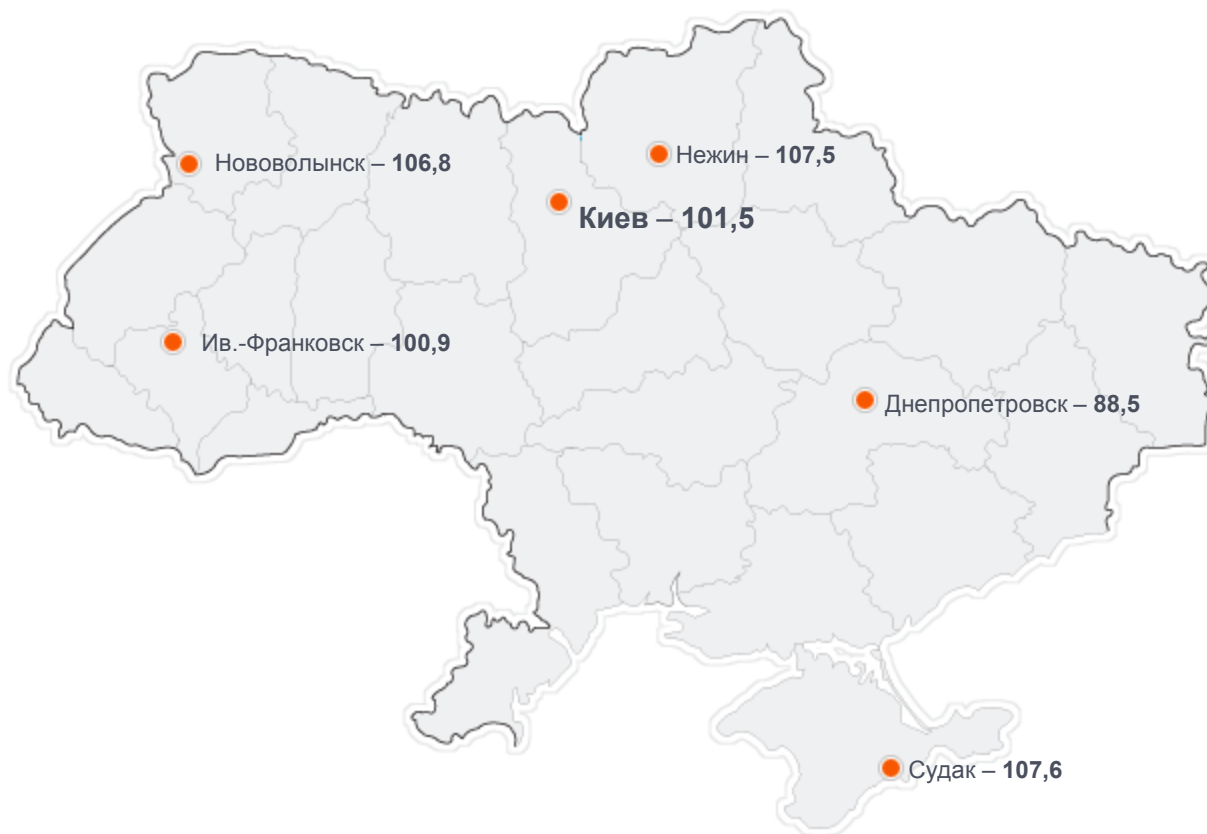 Нововолынск – 106,8
Нежин – 107,5
Киев – 101,5
Ив.-Франковск – 100,9
Днепропетровск – 88,5
Судак – 107,6